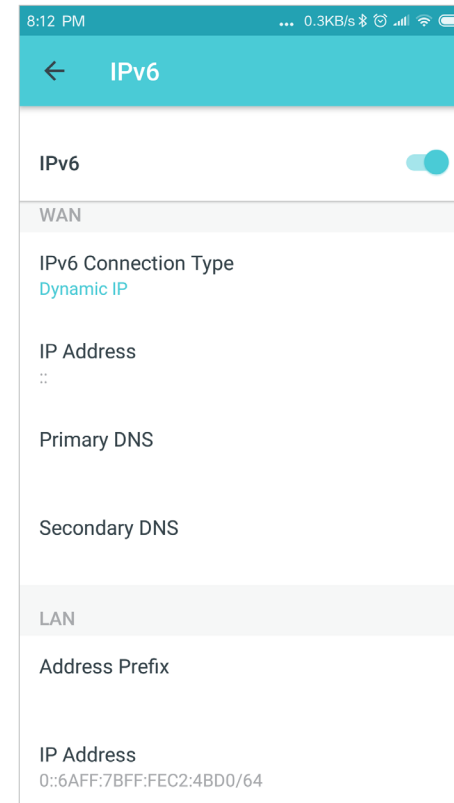 8:12 PM ... 0.3KB/s
IPv6
IPv6
WAN
IPv6 Connection Type
Dynamic IP
IP Address
::
Primary DNS
Secondary DNS
LAN
Address Prefix
IP Address
0::6AFF:7BFF:FEC2:4BD0/64